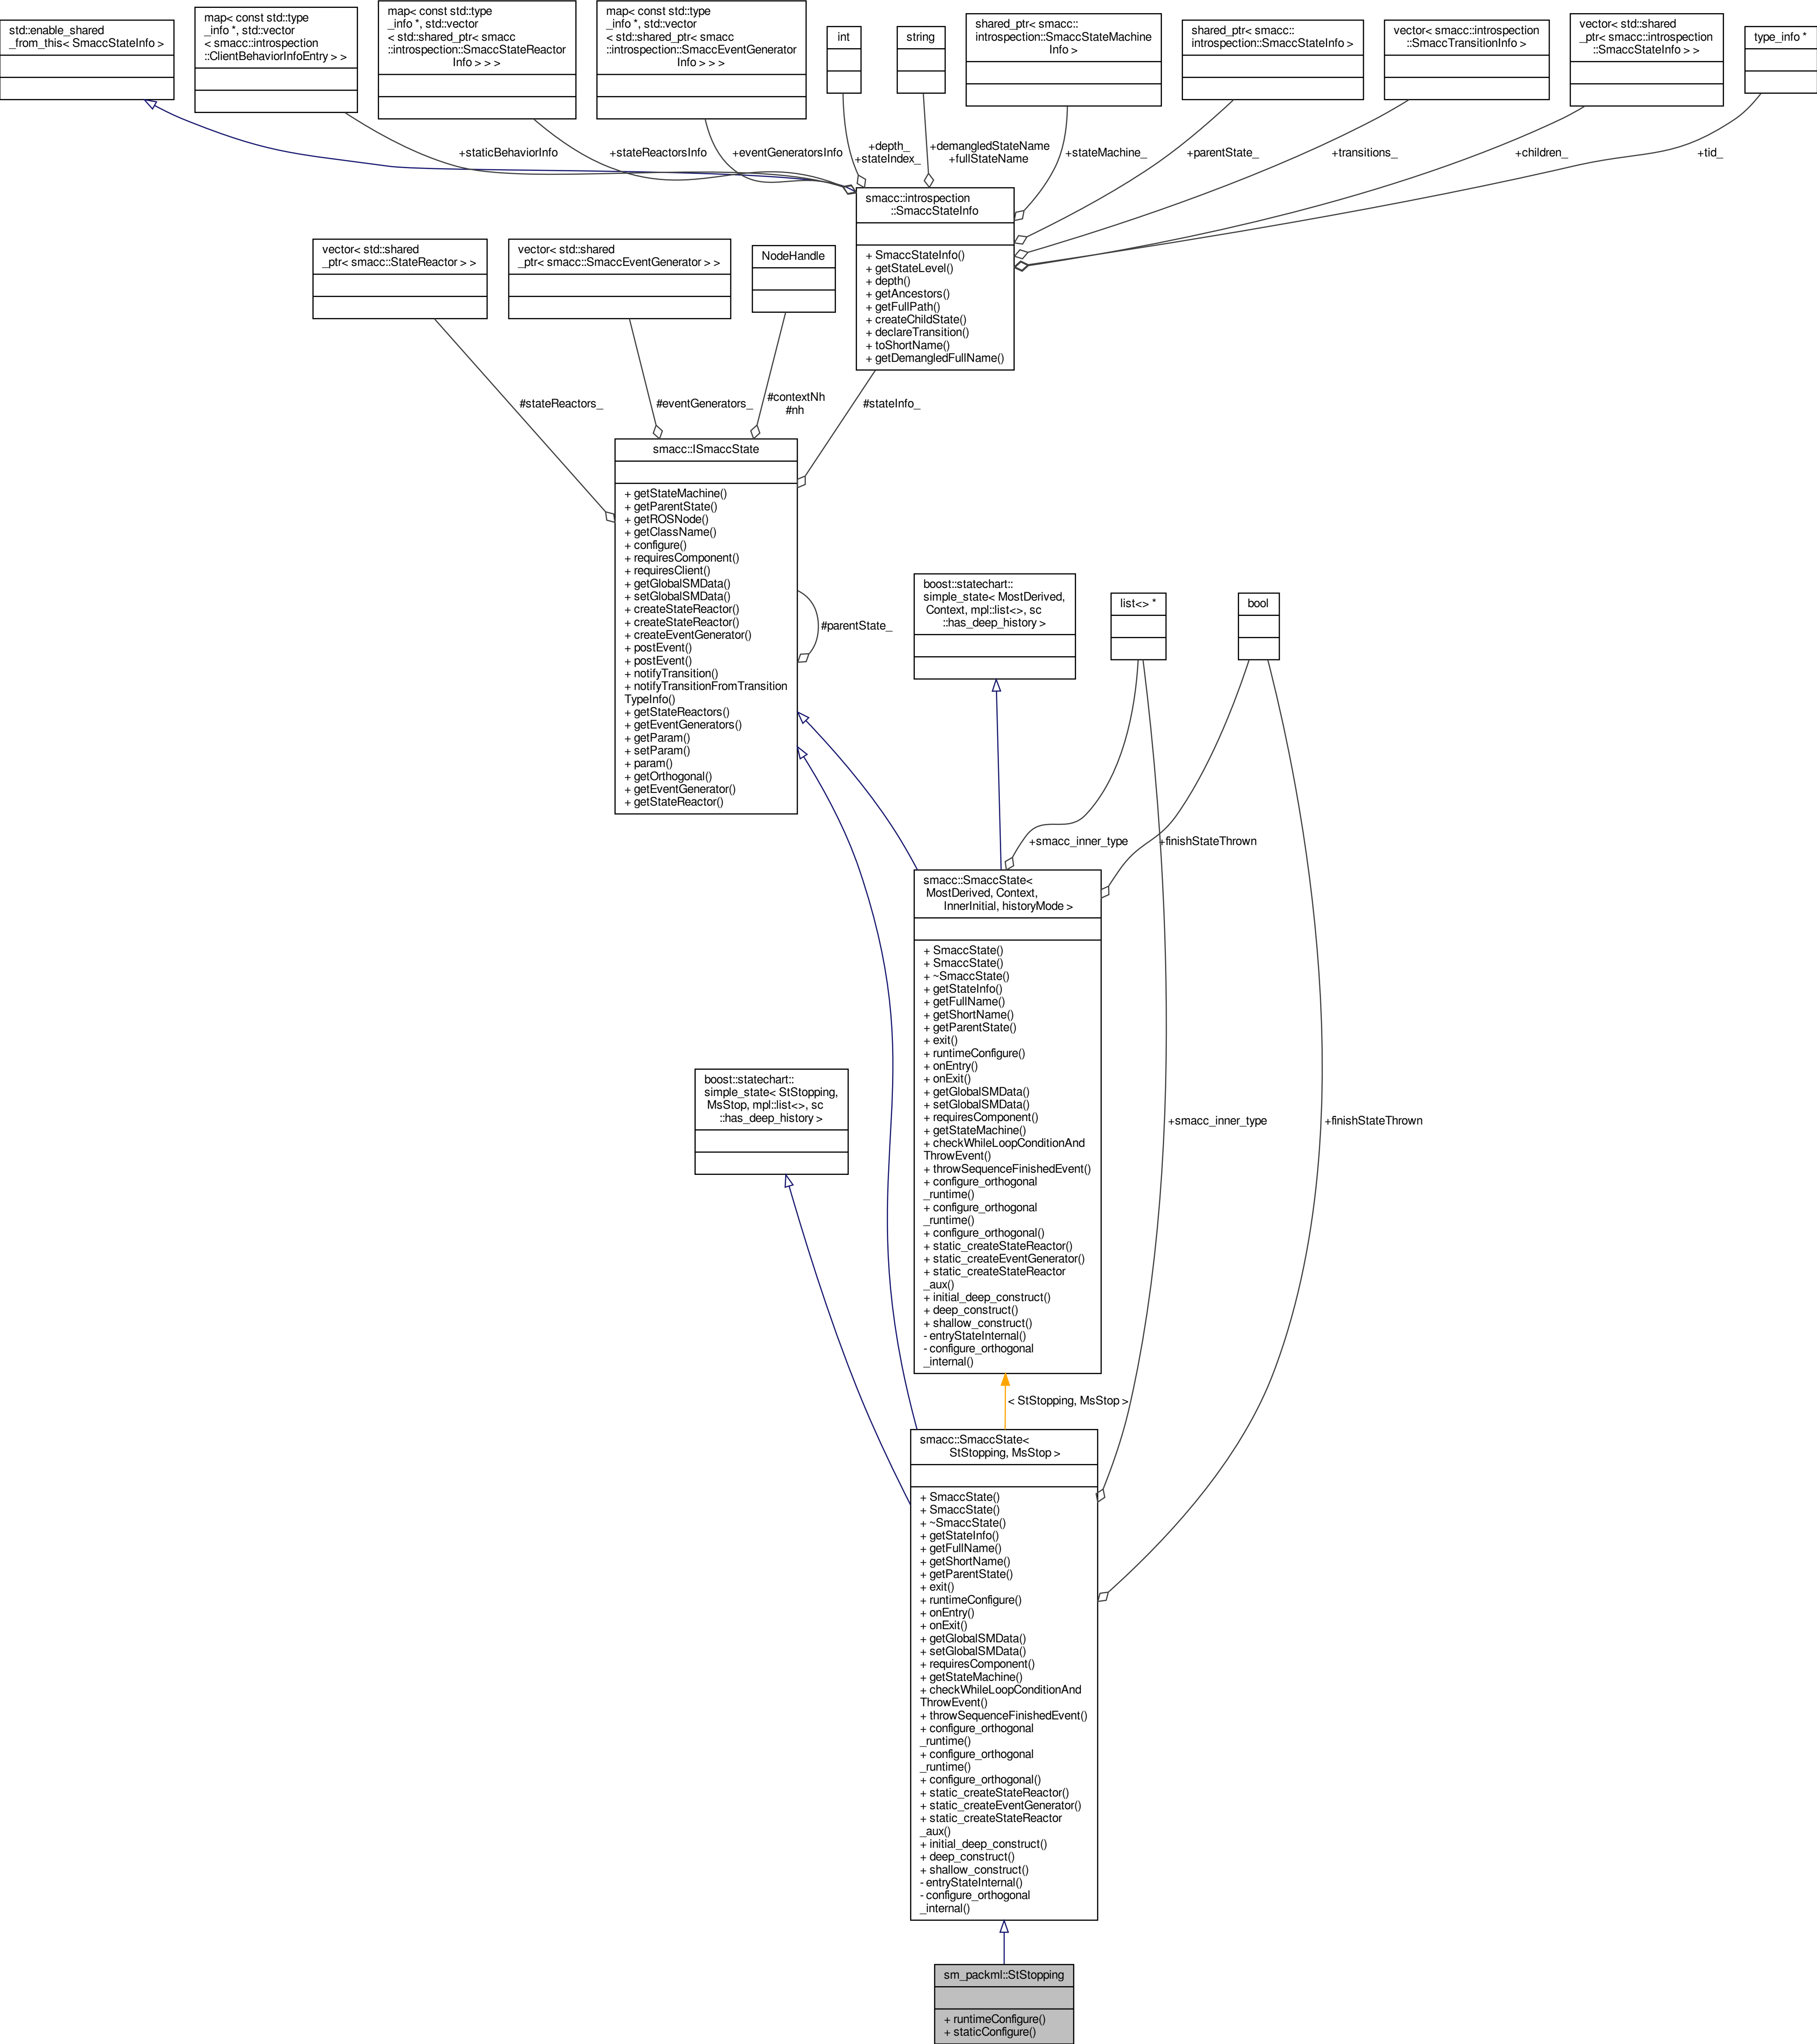 std::enable_shared
_from_this< SmaccStateInfo >
map< const std::type
_info *, std::vector
< smacc::introspection
::ClientBehaviorInfoEntry > >
map< const std::type
_info *, std::vector
< std::shared_ptr< smacc
::introspection::SmaccStateReactor
Info > > >
map< const std::type
_info *, std::vector
< std::shared_ptr< smacc
::introspection::SmaccEventGenerator
Info > > >
int
string
shared_ptr< smacc::
introspection::SmaccStateMachine
Info >
shared_ptr< smacc::
introspection::SmaccStateInfo >
vector< smacc::introspection
::SmaccTransitionInfo >
vector< std::shared
_ptr< smacc::introspection
::SmaccStateInfo > >
type_info *
+staticBehaviorInfo
+stateReactorsInfo
+eventGeneratorsInfo
+depth_
+stateIndex_
+demangledStateName
+fullStateName
+stateMachine_
+parentState_
+transitions_
+children_
+tid_
smacc::introspection
::SmaccStateInfo
+ SmaccStateInfo()
+ getStateLevel()
+ depth()
+ getAncestors()
+ getFullPath()
+ createChildState()
+ declareTransition()
+ toShortName()
+ getDemangledFullName()
vector< std::shared
_ptr< smacc::StateReactor > >
vector< std::shared
_ptr< smacc::SmaccEventGenerator > >
NodeHandle
#stateReactors_
#eventGenerators_
#contextNh
#nh
#stateInfo_
smacc::ISmaccState
+ getStateMachine()
+ getParentState()
+ getROSNode()
+ getClassName()
+ configure()
+ requiresComponent()
+ requiresClient()
+ getGlobalSMData()
+ setGlobalSMData()
+ createStateReactor()
+ createStateReactor()
+ createEventGenerator()
+ postEvent()
+ postEvent()
+ notifyTransition()
+ notifyTransitionFromTransition
TypeInfo()
+ getStateReactors()
+ getEventGenerators()
+ getParam()
+ setParam()
+ param()
+ getOrthogonal()
+ getEventGenerator()
+ getStateReactor()
#parentState_
boost::statechart::
simple_state< MostDerived,
Context, mpl::list<>, sc
::has_deep_history >
list<> *
bool
+smacc_inner_type
+finishStateThrown
smacc::SmaccState<
MostDerived, Context,
InnerInitial, historyMode >
+ SmaccState()
+ SmaccState()
+ ~SmaccState()
+ getStateInfo()
+ getFullName()
+ getShortName()
+ getParentState()
+ exit()
+ runtimeConfigure()
+ onEntry()
+ onExit()
+ getGlobalSMData()
+ setGlobalSMData()
+ requiresComponent()
+ getStateMachine()
+ checkWhileLoopConditionAnd
ThrowEvent()
+ throwSequenceFinishedEvent()
+ configure_orthogonal
_runtime()
+ configure_orthogonal
_runtime()
+ configure_orthogonal()
+ static_createStateReactor()
+ static_createEventGenerator()
+ static_createStateReactor
_aux()
+ initial_deep_construct()
+ deep_construct()
+ shallow_construct()
- entryStateInternal()
- configure_orthogonal
_internal()
boost::statechart::
simple_state< StStopping,
MsStop, mpl::list<>, sc
::has_deep_history >
+smacc_inner_type
+finishStateThrown
< StStopping, MsStop >
smacc::SmaccState<
StStopping, MsStop >
+ SmaccState()
+ SmaccState()
+ ~SmaccState()
+ getStateInfo()
+ getFullName()
+ getShortName()
+ getParentState()
+ exit()
+ runtimeConfigure()
+ onEntry()
+ onExit()
+ getGlobalSMData()
+ setGlobalSMData()
+ requiresComponent()
+ getStateMachine()
+ checkWhileLoopConditionAnd
ThrowEvent()
+ throwSequenceFinishedEvent()
+ configure_orthogonal
_runtime()
+ configure_orthogonal
_runtime()
+ configure_orthogonal()
+ static_createStateReactor()
+ static_createEventGenerator()
+ static_createStateReactor
_aux()
+ initial_deep_construct()
+ deep_construct()
+ shallow_construct()
- entryStateInternal()
- configure_orthogonal
_internal()
sm_packml::StStopping
+ runtimeConfigure()
+ staticConfigure()